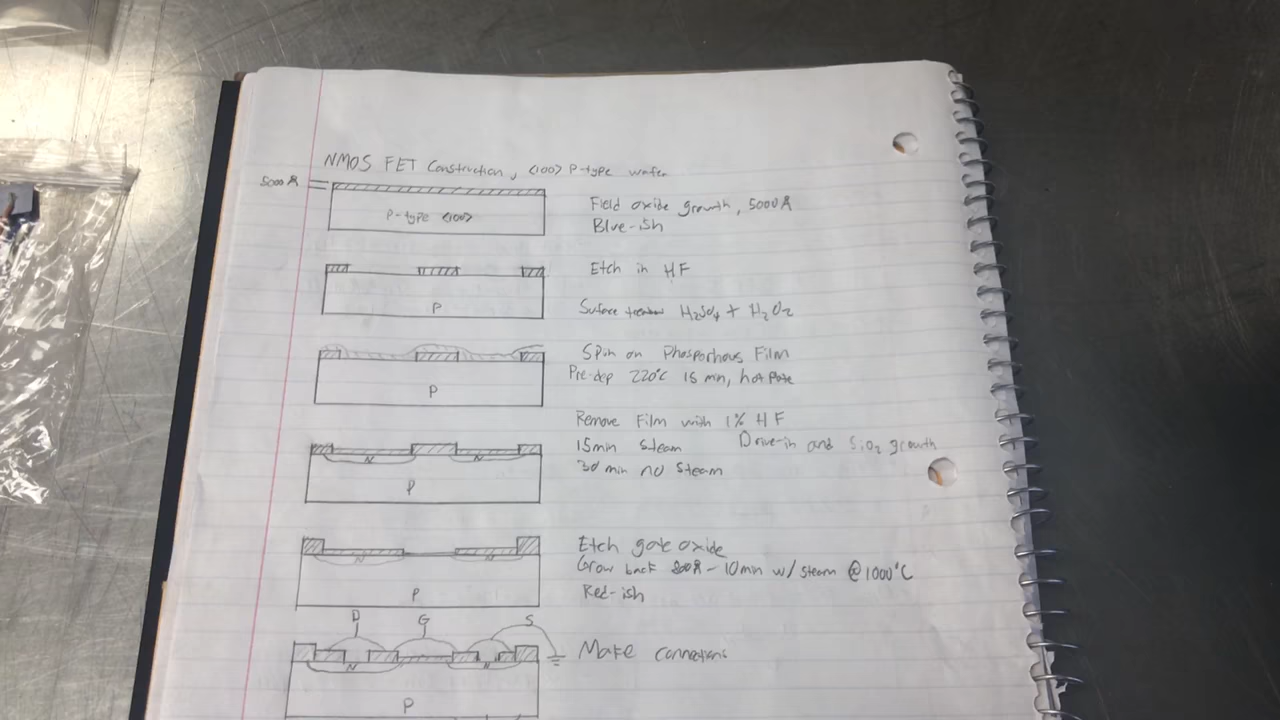 NMOS FET Construction, <100> P-type wafer
5000 Å
P-type <100>
Field oxide growth, 5000Å
Blue-ish
Etch in HF
P
Suface H₂SO₄ + H₂O₂
Spin on Phosporhous Film
Pre-dep 220°C 15 min, hot plate
P
Remove Film with 1% HF
15min Steam Drive-in and SiO₂ growth
30 min no Steam
N N
P
Etch gate oxide
Grow back 800Å - 10min w/ steam @ 1000°C
Red-ish
N N
P
D G S
Make connections
N N
P